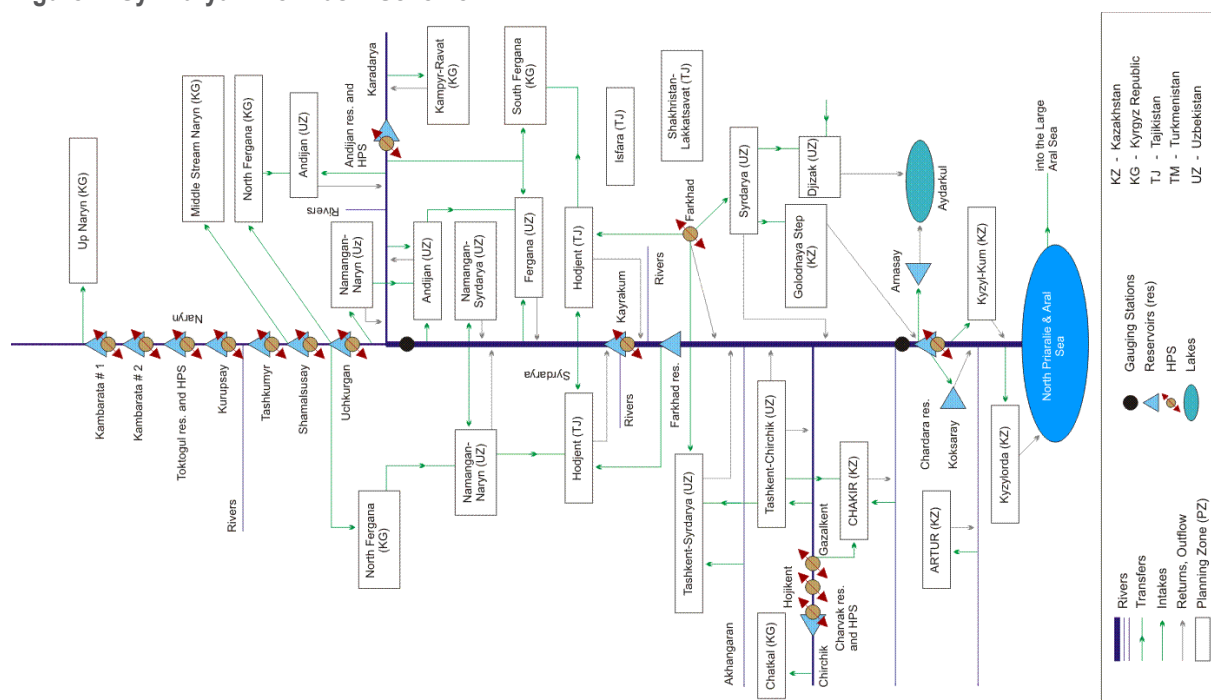 Up Naryn (KG)
Middle Stream Naryn (KG)
North Fergana (KG)
Andijan (UZ)
Andijan res. and HPS
Karadarya
Kampyr-Ravat (KG)
South Fergana (KG)
Isfara (TJ)
Shakhristan-
Lakkatsavat (TJ)
Rivers
Namangan-
Naryn (Uz)
Andijan (UZ)
Namangan-
Syrdarya (UZ)
Fergana (UZ)
Hodjent (TJ)
Farkhad
Syrdarya (UZ)
Djizak (UZ)
Golodnaya Step (KZ)
Aydarkul
Arnasay
Kyzyl-Kum (KZ)
into the Large
Aral Sea
Naryn
Kambarata # 1
Kambarata # 2
Toktogul res. and HPS
Kurupsay
Tashkumyr
Shamalsusay
Uchkurgan
Rivers
Syrdarya
Kayrakum
Rivers
Rivers
Farkhad res.
North Fergana
(KG)
Namangan-
Naryn (UZ)
Hodjent (TJ)
Tashkent-Syrdarya (UZ)
Tashkent-Chirchik (UZ)
CHAKIR (KZ)
Chardara res.
Koksaray
ARTUR (KZ)
Kyzylorda (KZ)
North Priaralie & Aral
Sea
Akhangaran
Chatkal (KG)
Chirchik
Charvak res.
and HPS
Hojikent
Gazalkent
Rivers
Transfers
Intakes
Returns, Outflow
Planning Zone (PZ)
Gauging Stations
Reservoirs (res)
HPS
Lakes
KZ - Kazakhstan
KG - Kyrgyz Republic
TJ - Tajikistan
TM - Turkmenistan
UZ - Uzbekistan